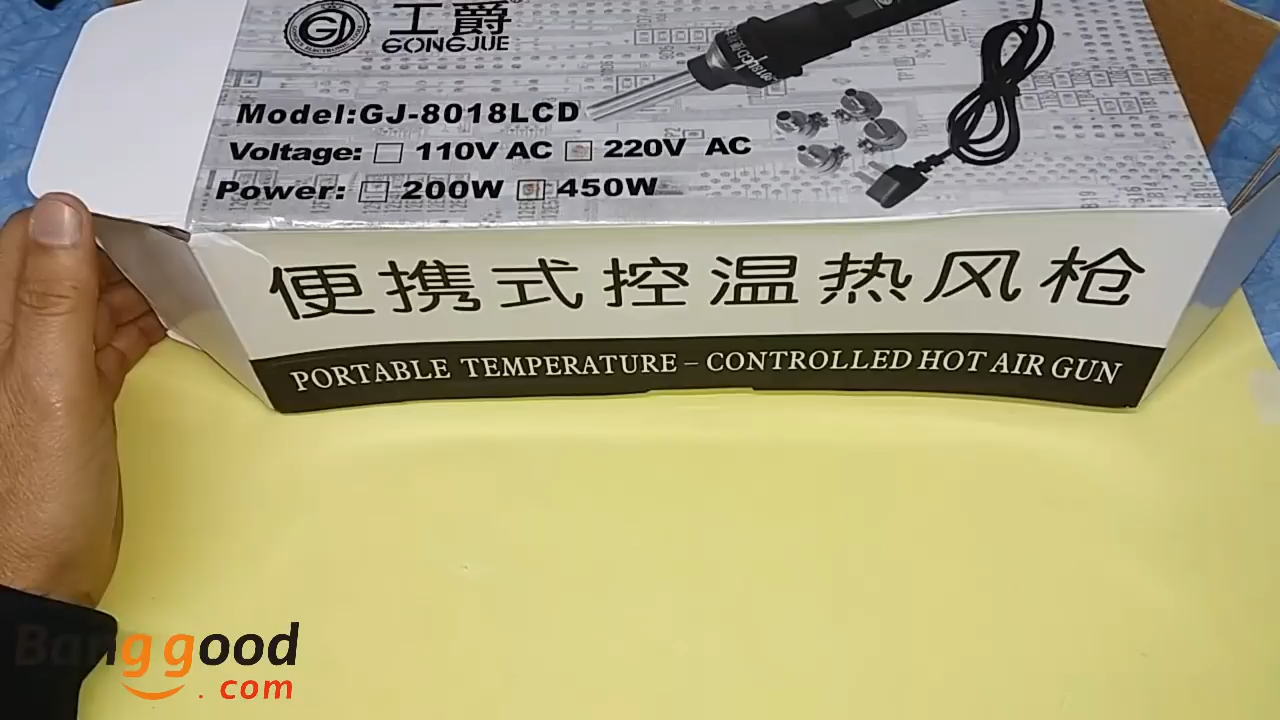 GJ
工爵®
GONGJUE
Model:GJ-8018LCD
Voltage: 110V AC 220V AC
Power: 200W 450W
便携式控温热风枪
PORTABLE TEMPERATURE – CONTROLLED HOT AIR GUN
Banggood
.com